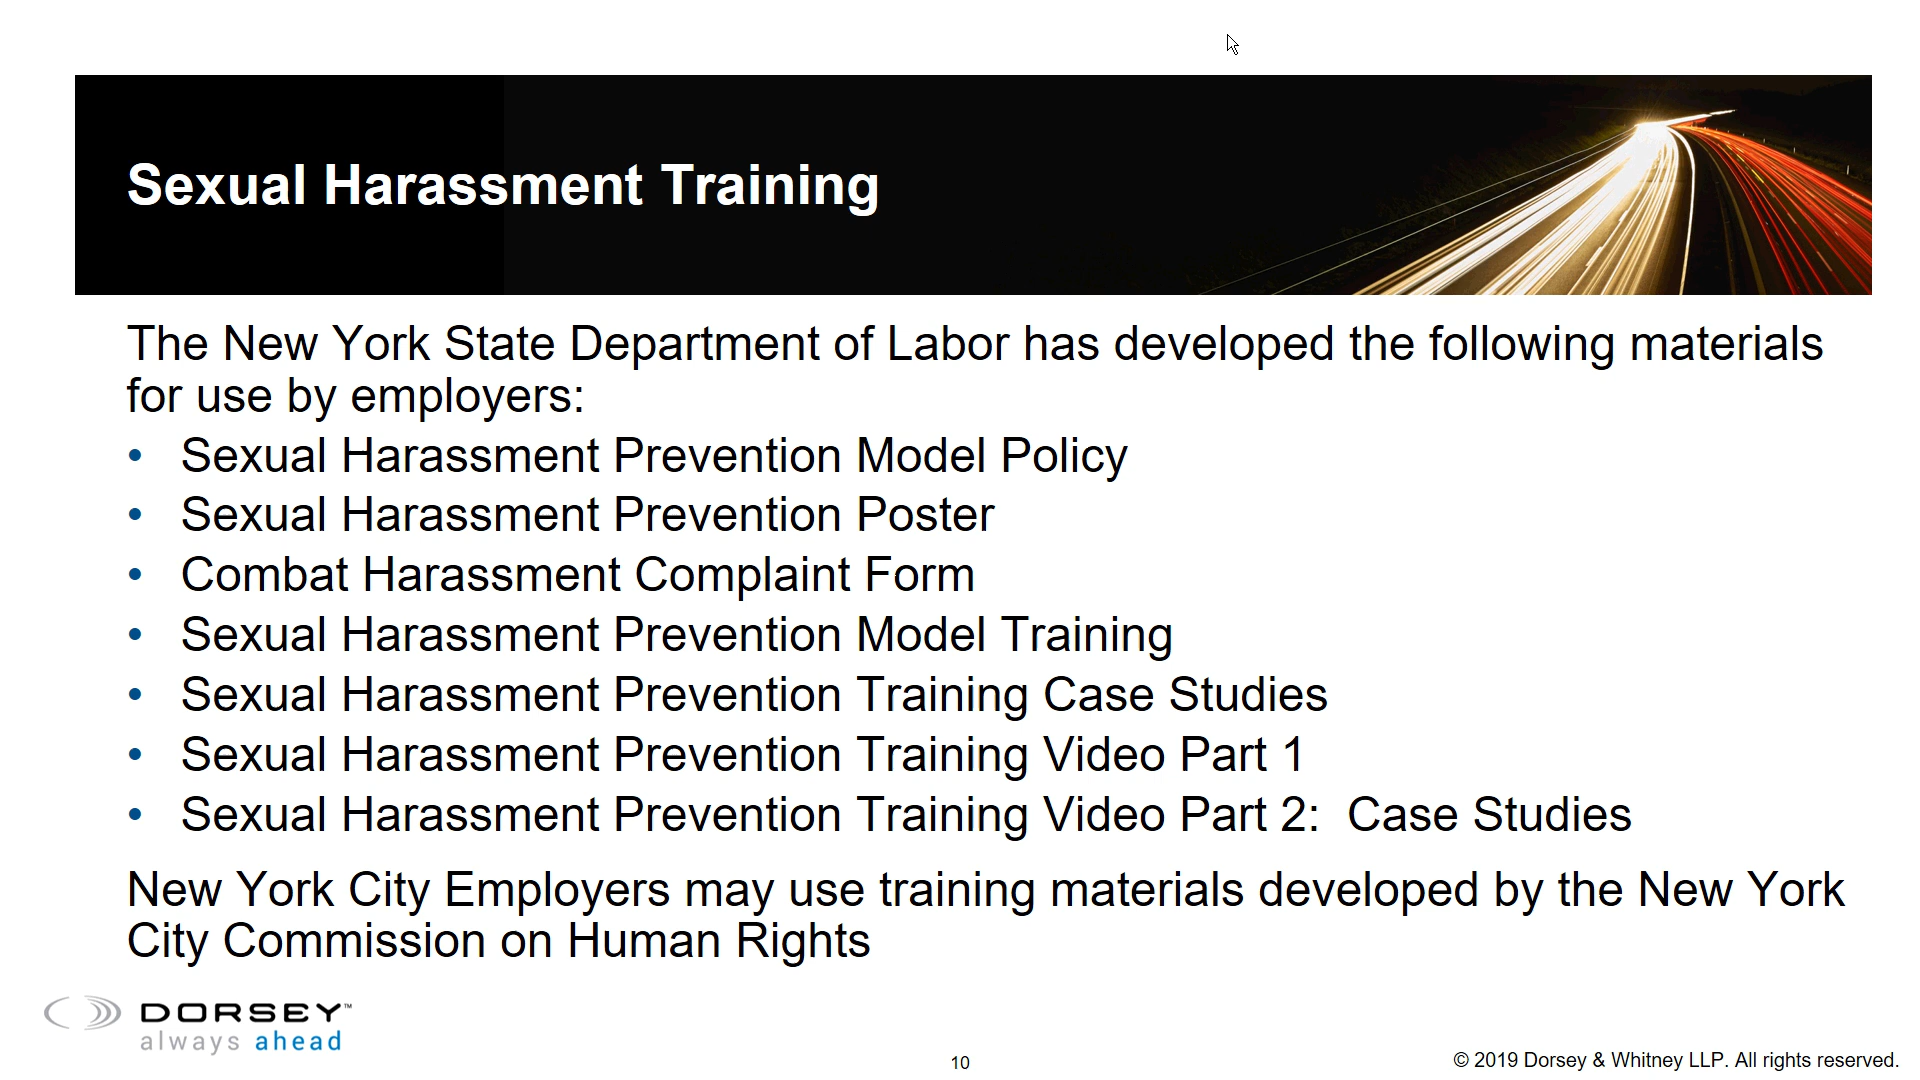 Sexual Harassment Training
The New York State Department of Labor has developed the following materials
for use by employers:
• Sexual Harassment Prevention Model Policy
• Sexual Harassment Prevention Poster
• Combat Harassment Complaint Form
• Sexual Harassment Prevention Model Training
• Sexual Harassment Prevention Training Case Studies
• Sexual Harassment Prevention Training Video Part 1
• Sexual Harassment Prevention Training Video Part 2:  Case Studies
New York City Employers may use training materials developed by the New York
City Commission on Human Rights
DORSEY™
always ahead
10
© 2019 Dorsey & Whitney LLP. All rights reserved.